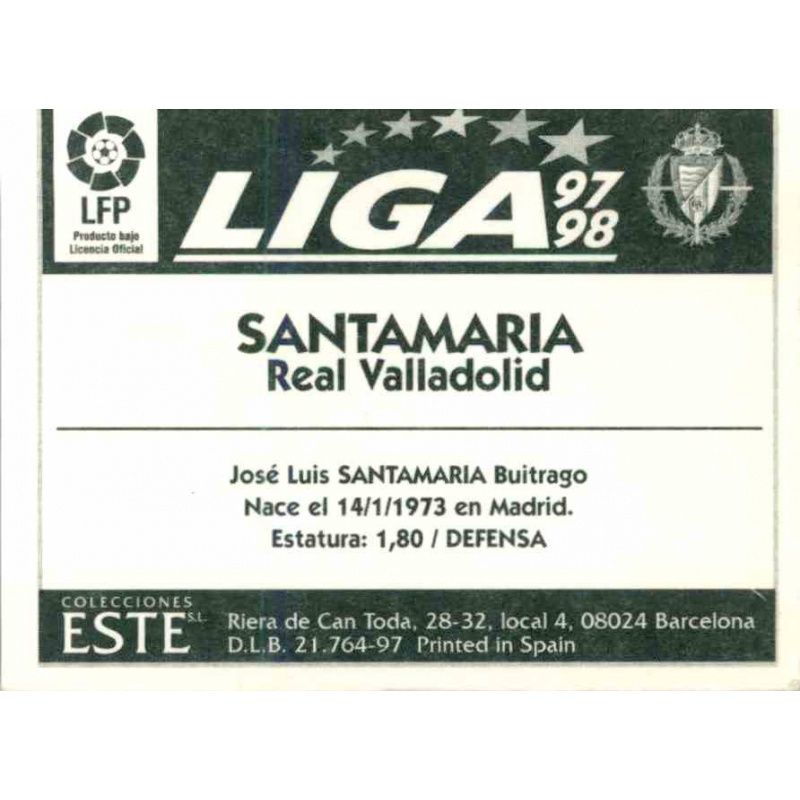 LFP
Producto bajo
Licencia Oficial
LIGA 97 98
SANTAMARIA
Real Valladolid
José Luis SANTAMARIA Buitrago
Nace el 14/1/1973 en Madrid.
Estatura: 1,80 / DEFENSA
COLECCIONES
ESTE S.L.
Riera de Can Toda, 28-32, local 4, 08024 Barcelona
D.L.B. 21.764-97 Printed in Spain